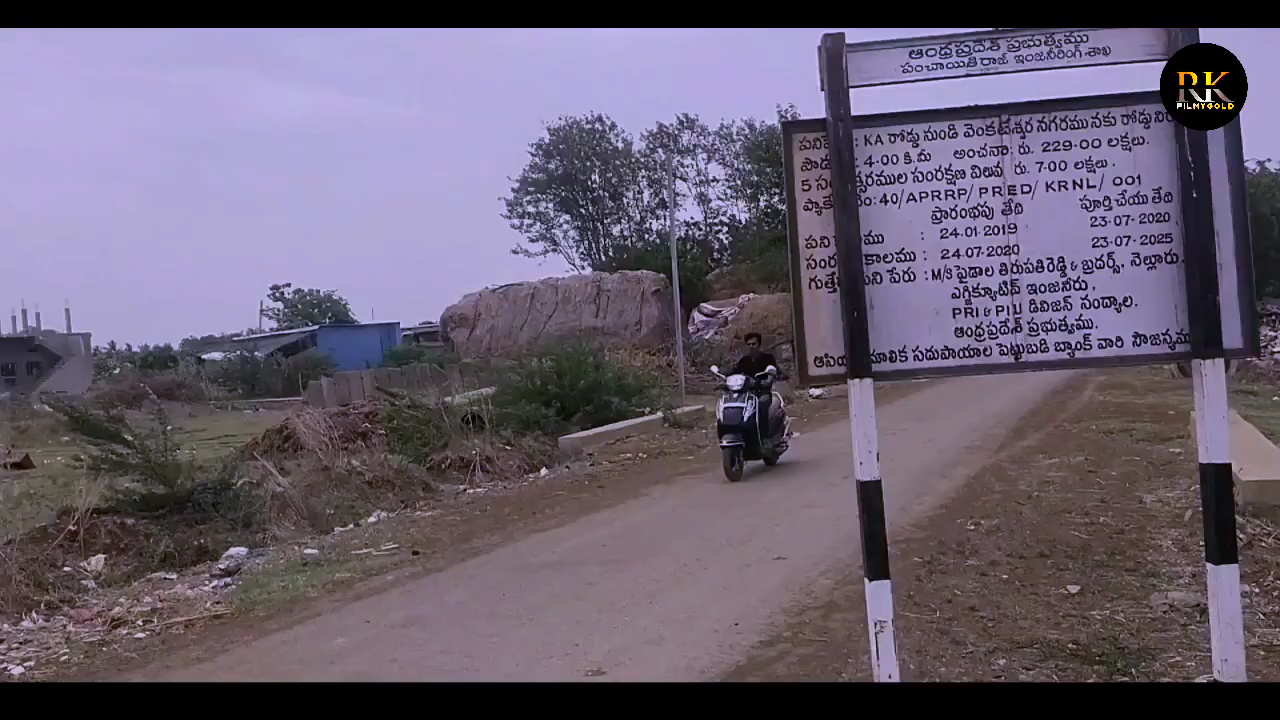 ఆంధ్రప్రదేశ్ ప్రభుత్వము
పంచాయితిరాజ్ ఇంజనీరింగ్ శాఖ
RK
FILMYGOLD
: KA రోడ్డు నుండి వెంకటేశ్వర నగరము నకు రోడ్డు
: 4.00 కి.మీ అంచనా: రు. 229.00 లక్షలు.
5 సంరక్షణ విలువ రు. 7.00 లక్షలు.
: 40/APRRP/PRED/KRNL/001
ప్రారంభపు తేది పూర్తి చేయు తేది
పని : 24.01.2019 23-07-2020
కాలము : 24.07.2020 23-07-2025
పేరు : M/S పైడాల తిరుపతిరెడ్డి & బ్రదర్స్, నెల్లూరు.
ఎగ్జిక్యూటివ్ ఇంజనీరు,
PRI & PIU డివిజన్ నంద్యాల.
ఆంధ్రప్రదేశ్ ప్రభుత్వము.
సదుపాయాల పెట్టుబడి బ్యాంక్ వారి సౌజన్యము